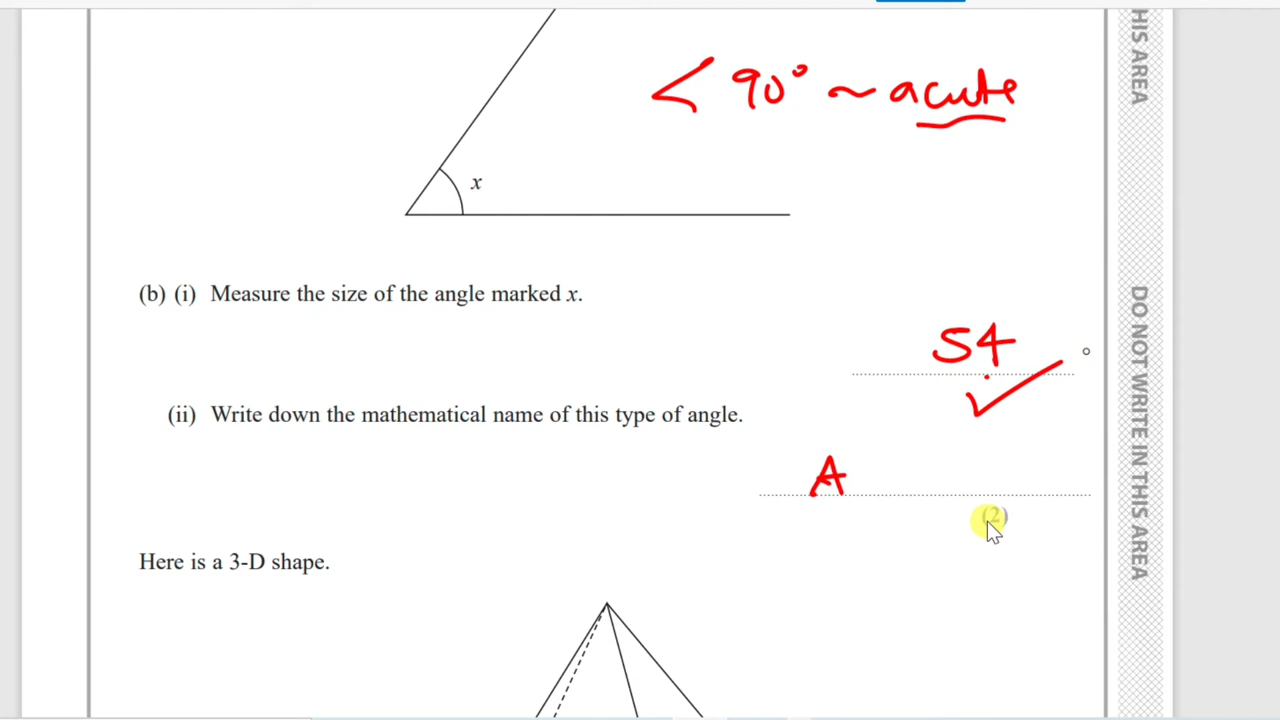 < 90° ~ acute
x
(b) (i) Measure the size of the angle marked x.
54 °
(ii) Write down the mathematical name of this type of angle.
A
(2)
Here is a 3-D shape.
HIS AREA
DO NOT WRITE IN THIS AREA